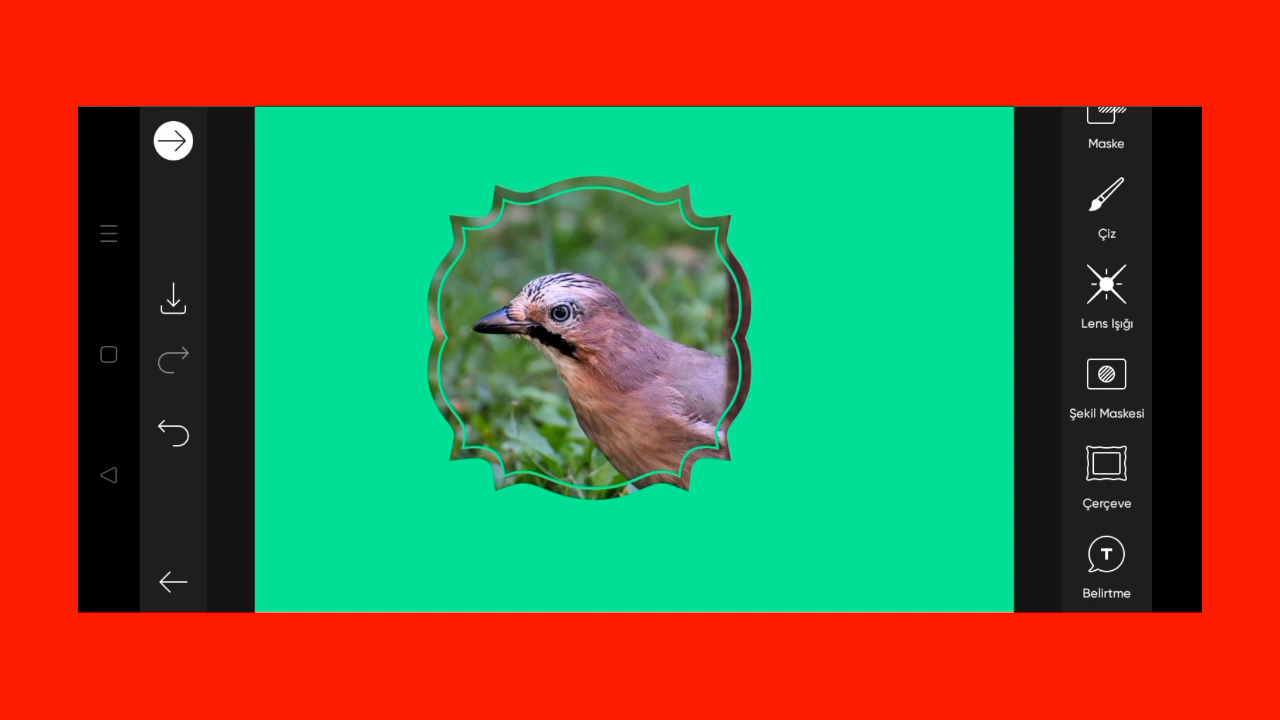 Maske
Çiz
Lens Işığı
Şekil Maskesi
Çerçeve
T
Belirtme